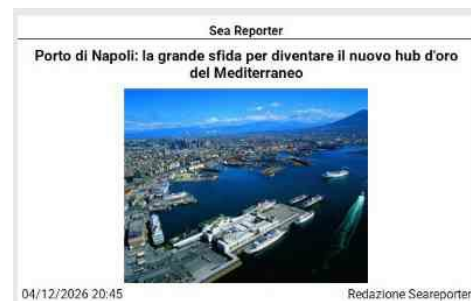 Sea Reporter
Porto di Napoli: la grande sfida per diventare il nuovo hub d'oro
del Mediterraneo
04/12/2026 20:45 Redazione Seareporter